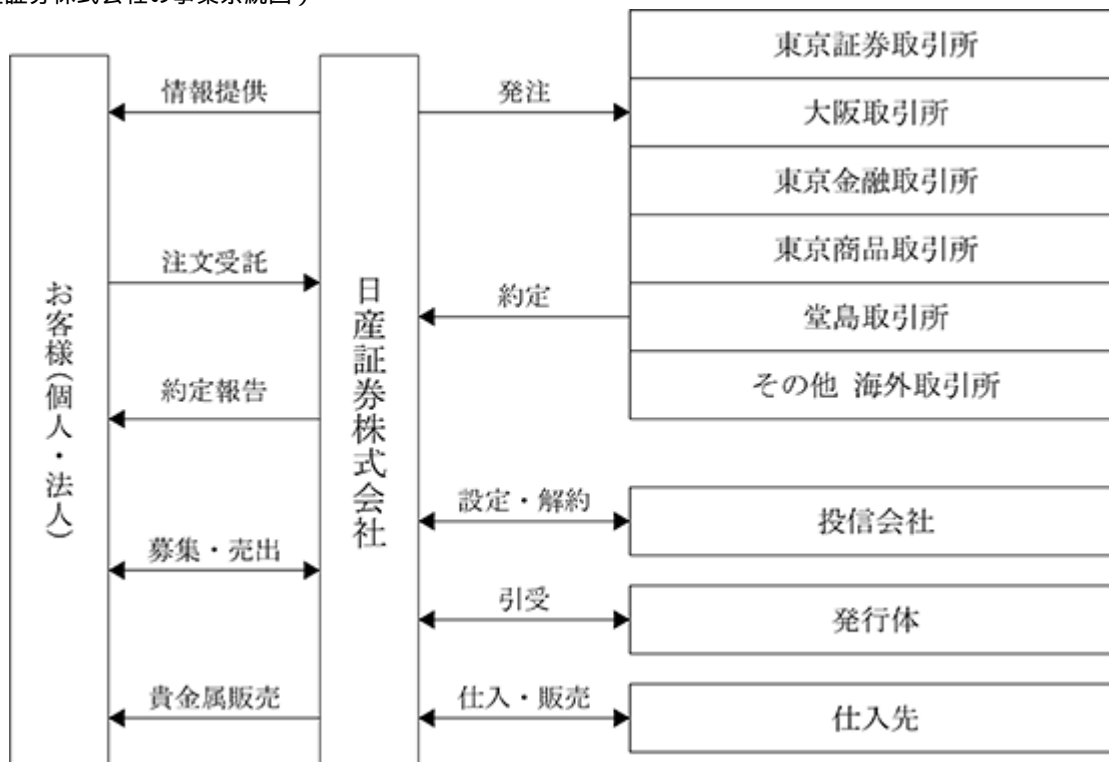 証券株式会社の事業系統図）
お客様（個人・法人）
情報提供
注文受託
約定報告
募集・売出
貴金属販売
日産証券株式会社
発注
約定
設定・解約
引受
仕入・販売
東京証券取引所
大阪取引所
東京金融取引所
東京商品取引所
堂島取引所
その他 海外取引所
投信会社
発行体
仕入先